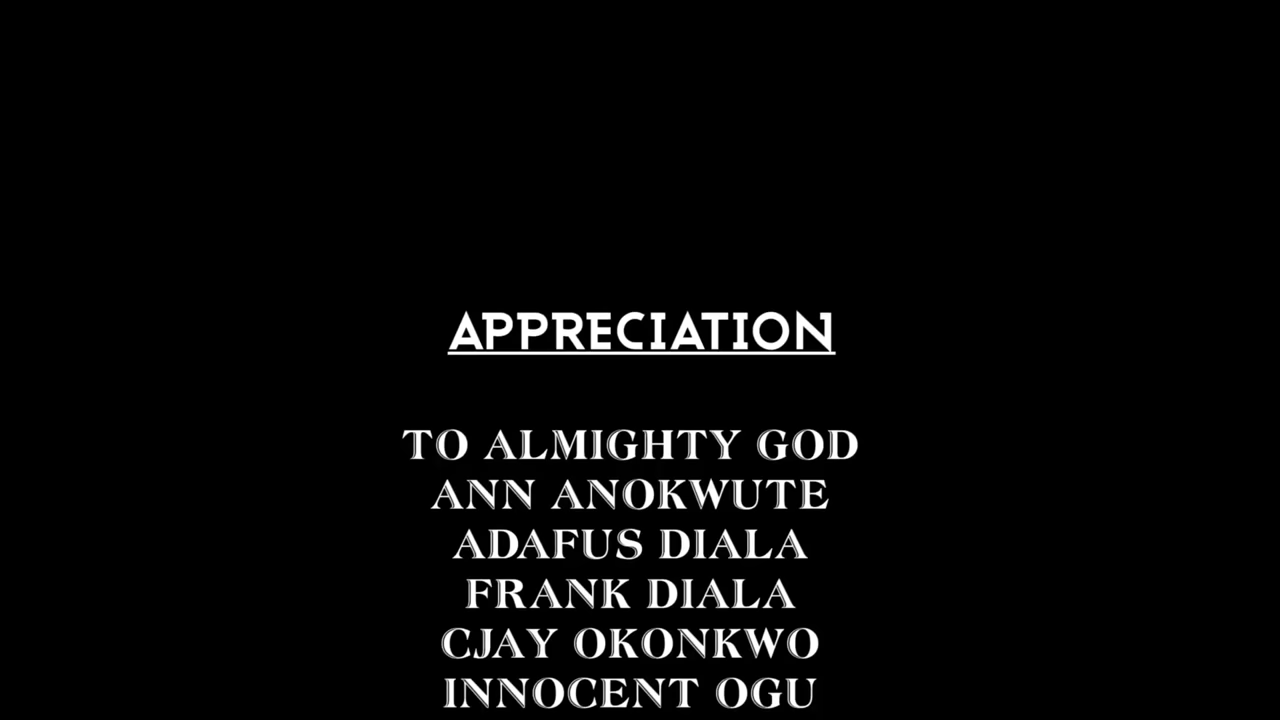 APPRECIATION
TO ALMIGHTY GOD
ANN ANOKWUTE
ADAFUS DIALA
FRANK DIALA
CJAY OKONKWO
INNOCENT OGU